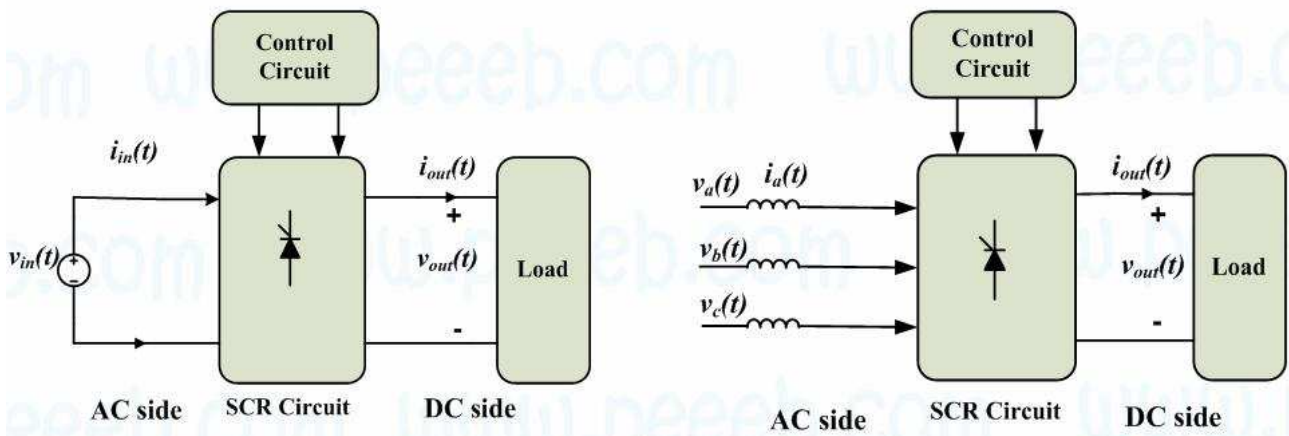 Control
Circuit
i_in(t)
i_out(t)
+
v_in(t)
+
-
v_out(t)
Load
-
AC side
SCR Circuit
DC side
Control
Circuit
v_a(t)
i_a(t)
i_out(t)
+
v_b(t)
v_out(t)
Load
v_c(t)
-
AC side
SCR Circuit
DC side